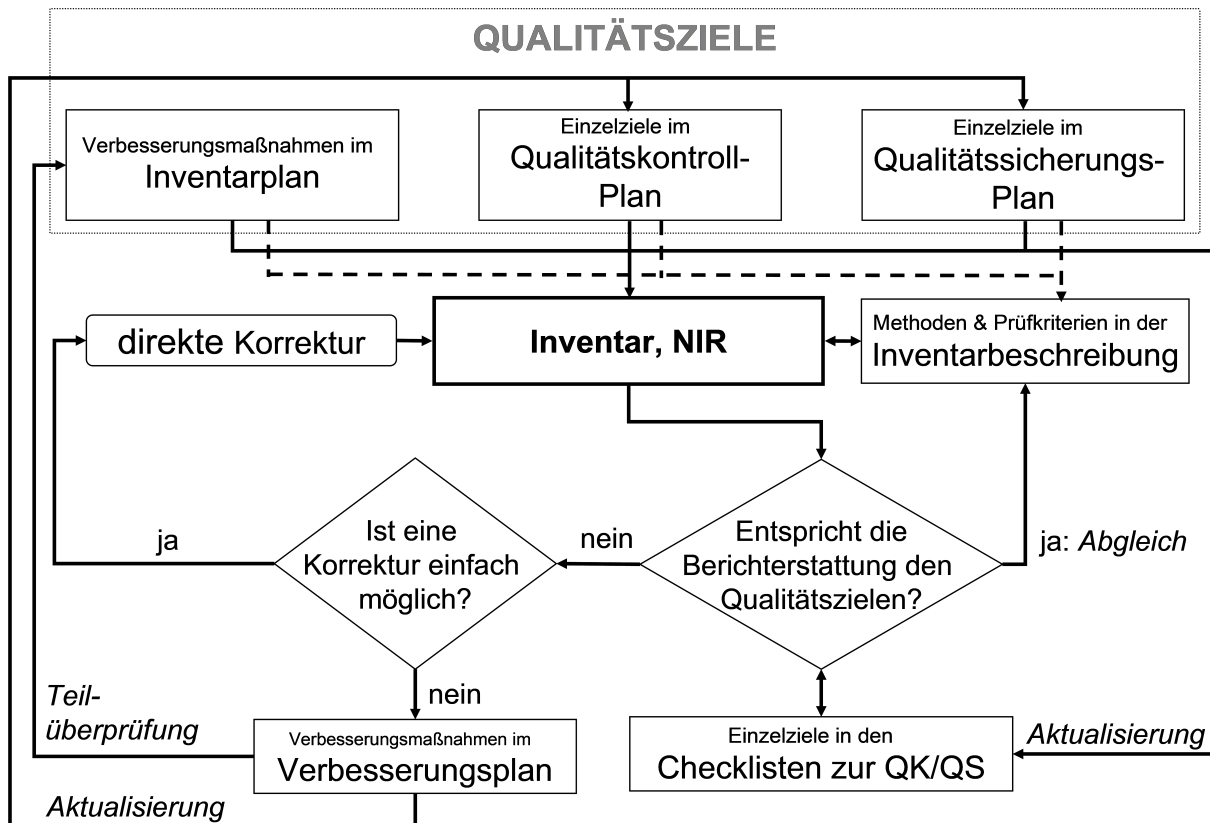 QUALITÄTSZIELE
Verbesserungsmaßnahmen im
Inventarplan
Einzelziele im
Qualitätskontroll-
Plan
Einzelziele im
Qualitätssicherungs-
Plan
direkte Korrektur
Inventar, NIR
Methoden & Prüfkriterien in der
Inventarbeschreibung
ja
Ist eine
Korrektur einfach
möglich?
nein
Entspricht die
Berichterstattung den
Qualitätszielen?
ja: Abgleich
Teil-
überprüfung
nein
Verbesserungsmaßnahmen im
Verbesserungsplan
Einzelziele in den
Checklisten zur QK/QS
Aktualisierung
Aktualisierung